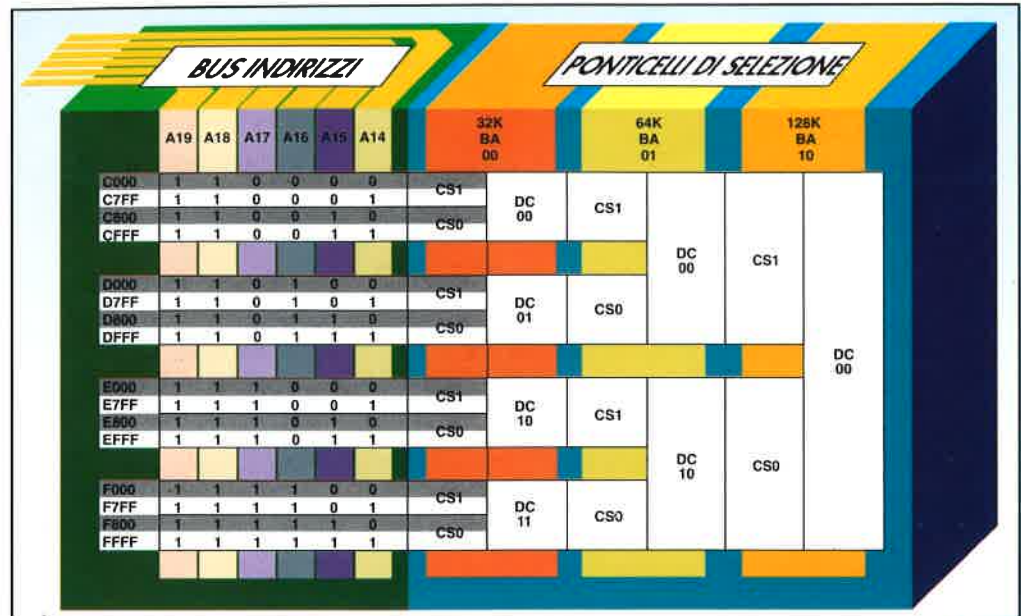 BUS INDIRIZZI
PONTICELLI DI SELEZIONE
A19 A18 A17 A16 A15 A14
32K
BA
00
64K
BA
01
128K
BA
10
C000 1 1 0 0 0 0
C7FF 1 1 0 0 0 1
C800 1 1 0 0 1 0
CFFF 1 1 0 0 1 1
CS1
CS0
DC
00
CS1
D000 1 1 0 1 0 0
D7FF 1 1 0 1 0 1
D800 1 1 0 1 1 0
DFFF 1 1 0 1 1 1
CS1
CS0
DC
01
CS0
DC
00
CS1
E000 1 1 1 0 0 0
E7FF 1 1 1 0 0 1
E800 1 1 1 0 1 0
EFFF 1 1 1 0 1 1
CS1
CS0
DC
10
CS1
F000 1 1 1 1 0 0
F7FF 1 1 1 1 0 1
F800 1 1 1 1 1 0
FFFF 1 1 1 1 1 1
CS1
CS0
DC
11
CS0
DC
10
CS0
DC
00